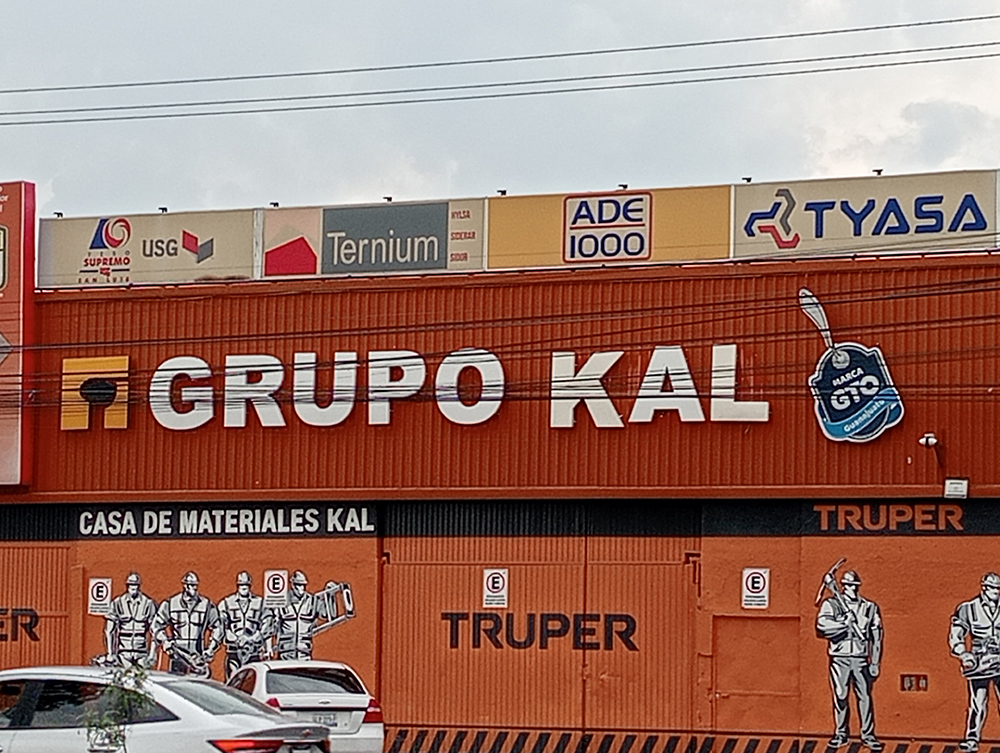 YESO
SUPREMO
SAN LUIS
USG
Ternium
HYLSA
SIDERAR
SIDOR
ADE
1000
TYASA
GRUPO KAL
MARCA
GTO
Guanajuato
CASA DE MATERIALES KAL
TRUPER
E
E
E
E
ER
TRUPER